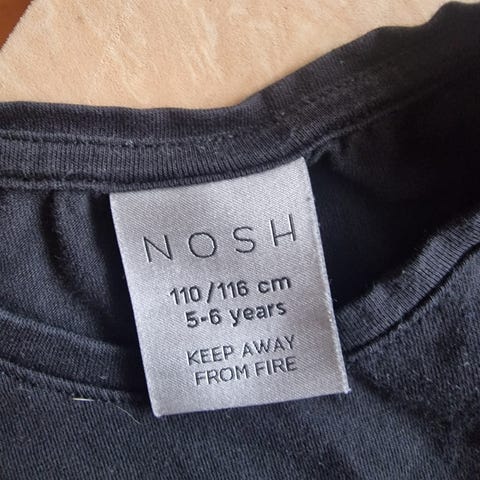 NOSH
110/116 cm
5-6 years
KEEP AWAY
FROM FIRE